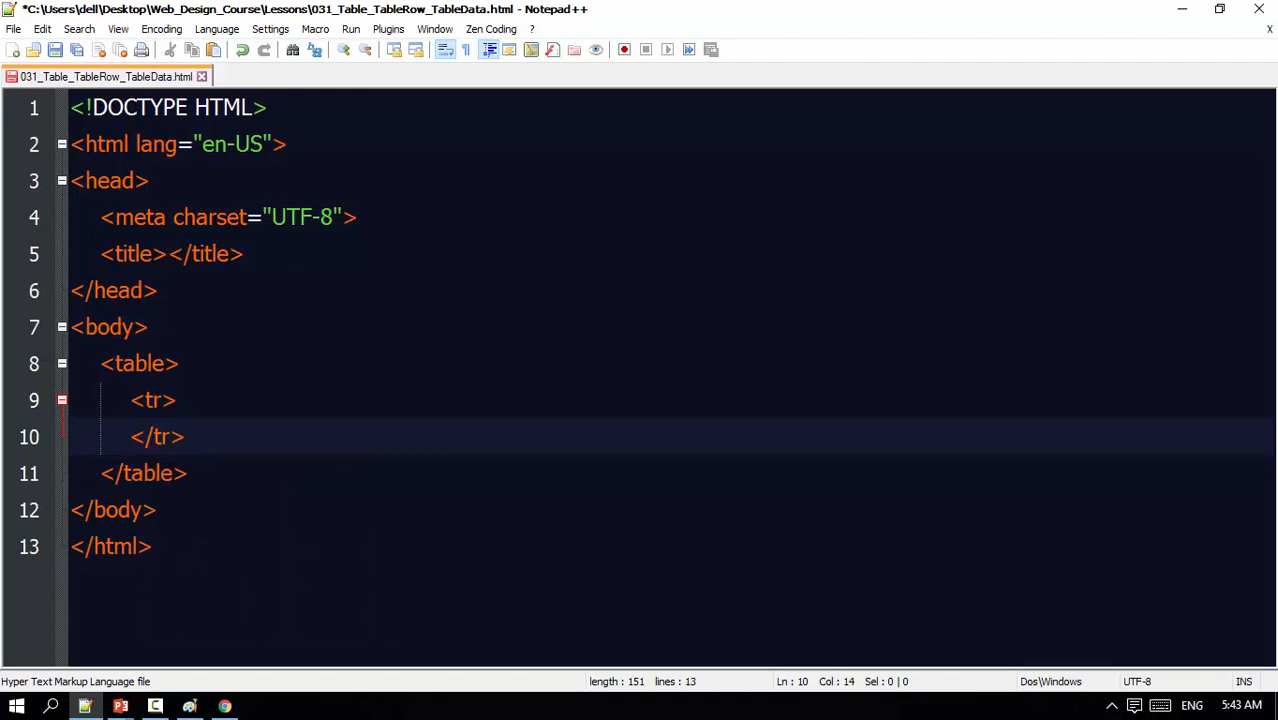 *C:\Users\dell\Desktop\Web_Design_Course\Lessons\031_Table_TableRow_TableData.html - Notepad++
File Edit Search View Encoding Language Settings Macro Run Plugins Window Zen Coding ? X
031_Table_TableRow_TableData.html
1 <!DOCTYPE HTML>
2 <html lang="en-US">
3 <head>
4 <meta charset="UTF-8">
5 <title></title>
6 </head>
7 <body>
8 <table>
9 <tr>
10 </tr>
11 </table>
12 </body>
13 </html>
Hyper Text Markup Language file length : 151 lines : 13 Ln : 10 Col : 14 Sel : 0 | 0 Dos\Windows UTF-8 INS
ENG 5:43 AM